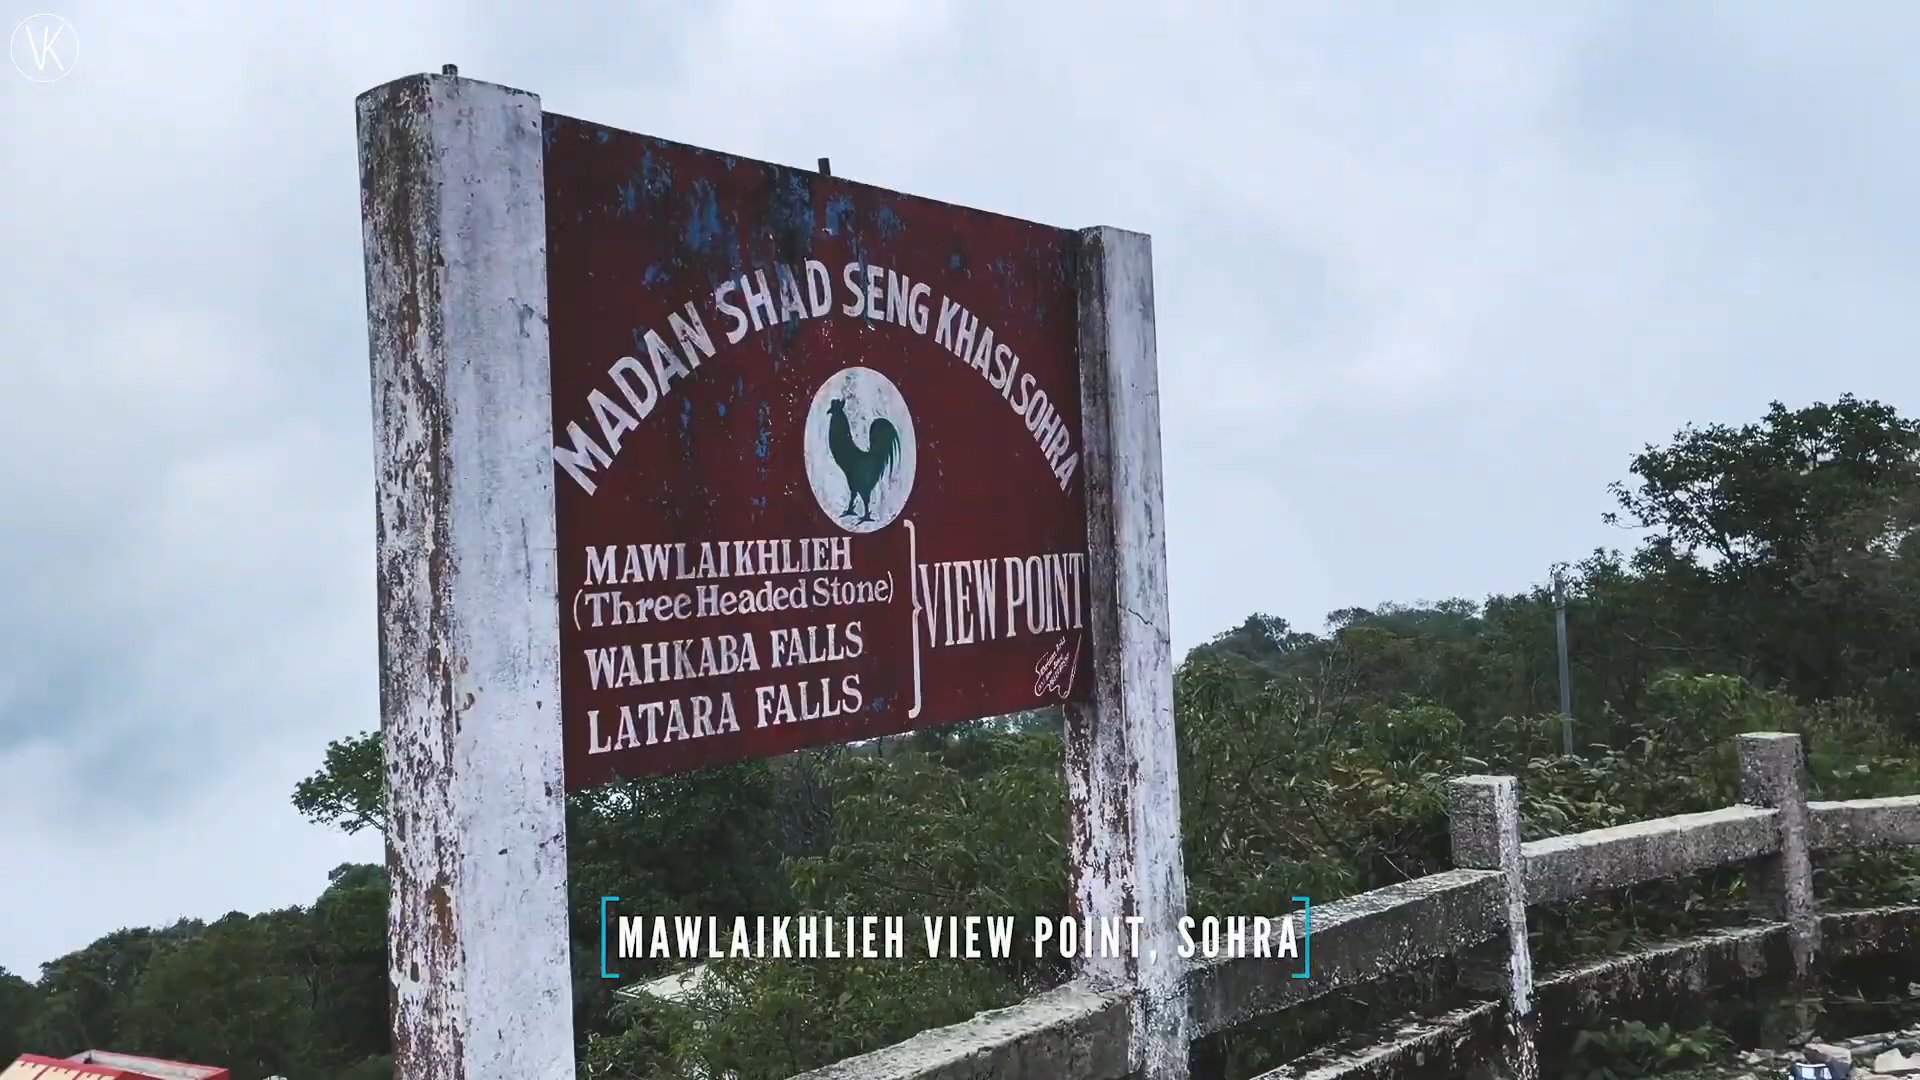 VK
MADAN SHAD SENG KHASI SOHRA
MAWLAIKHLIEH
(Three Headed Stone)
WAHKABA FALLS
LATARA FALLS
VIEW POINT
MAWLAIKHLIEH VIEW POINT, SOHRA